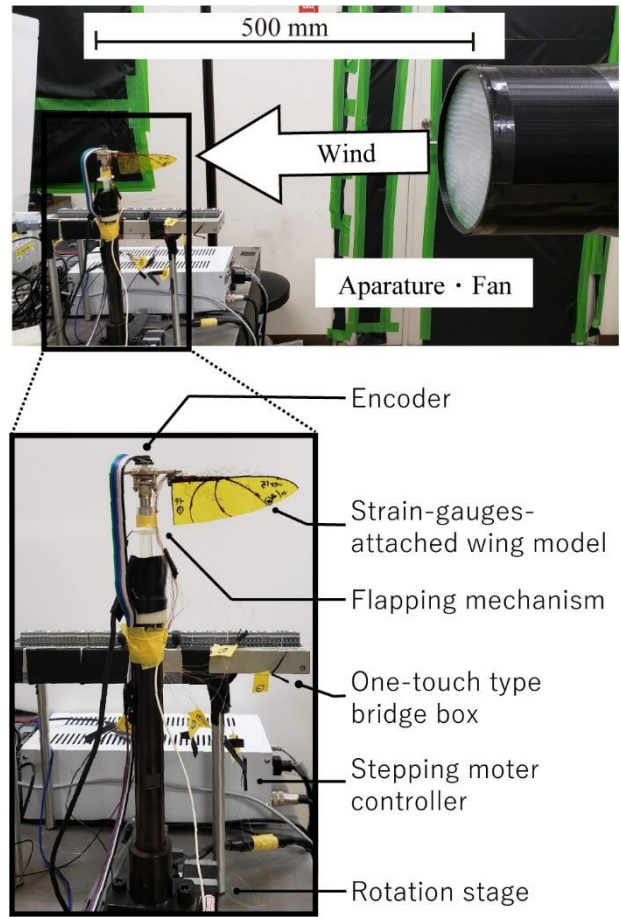 500 mm
Wind
Aparature・Fan
Encoder
Strain-gauges-
attached wing model
Flapping mechanism
One-touch type
bridge box
Stepping moter
controller
Rotation stage